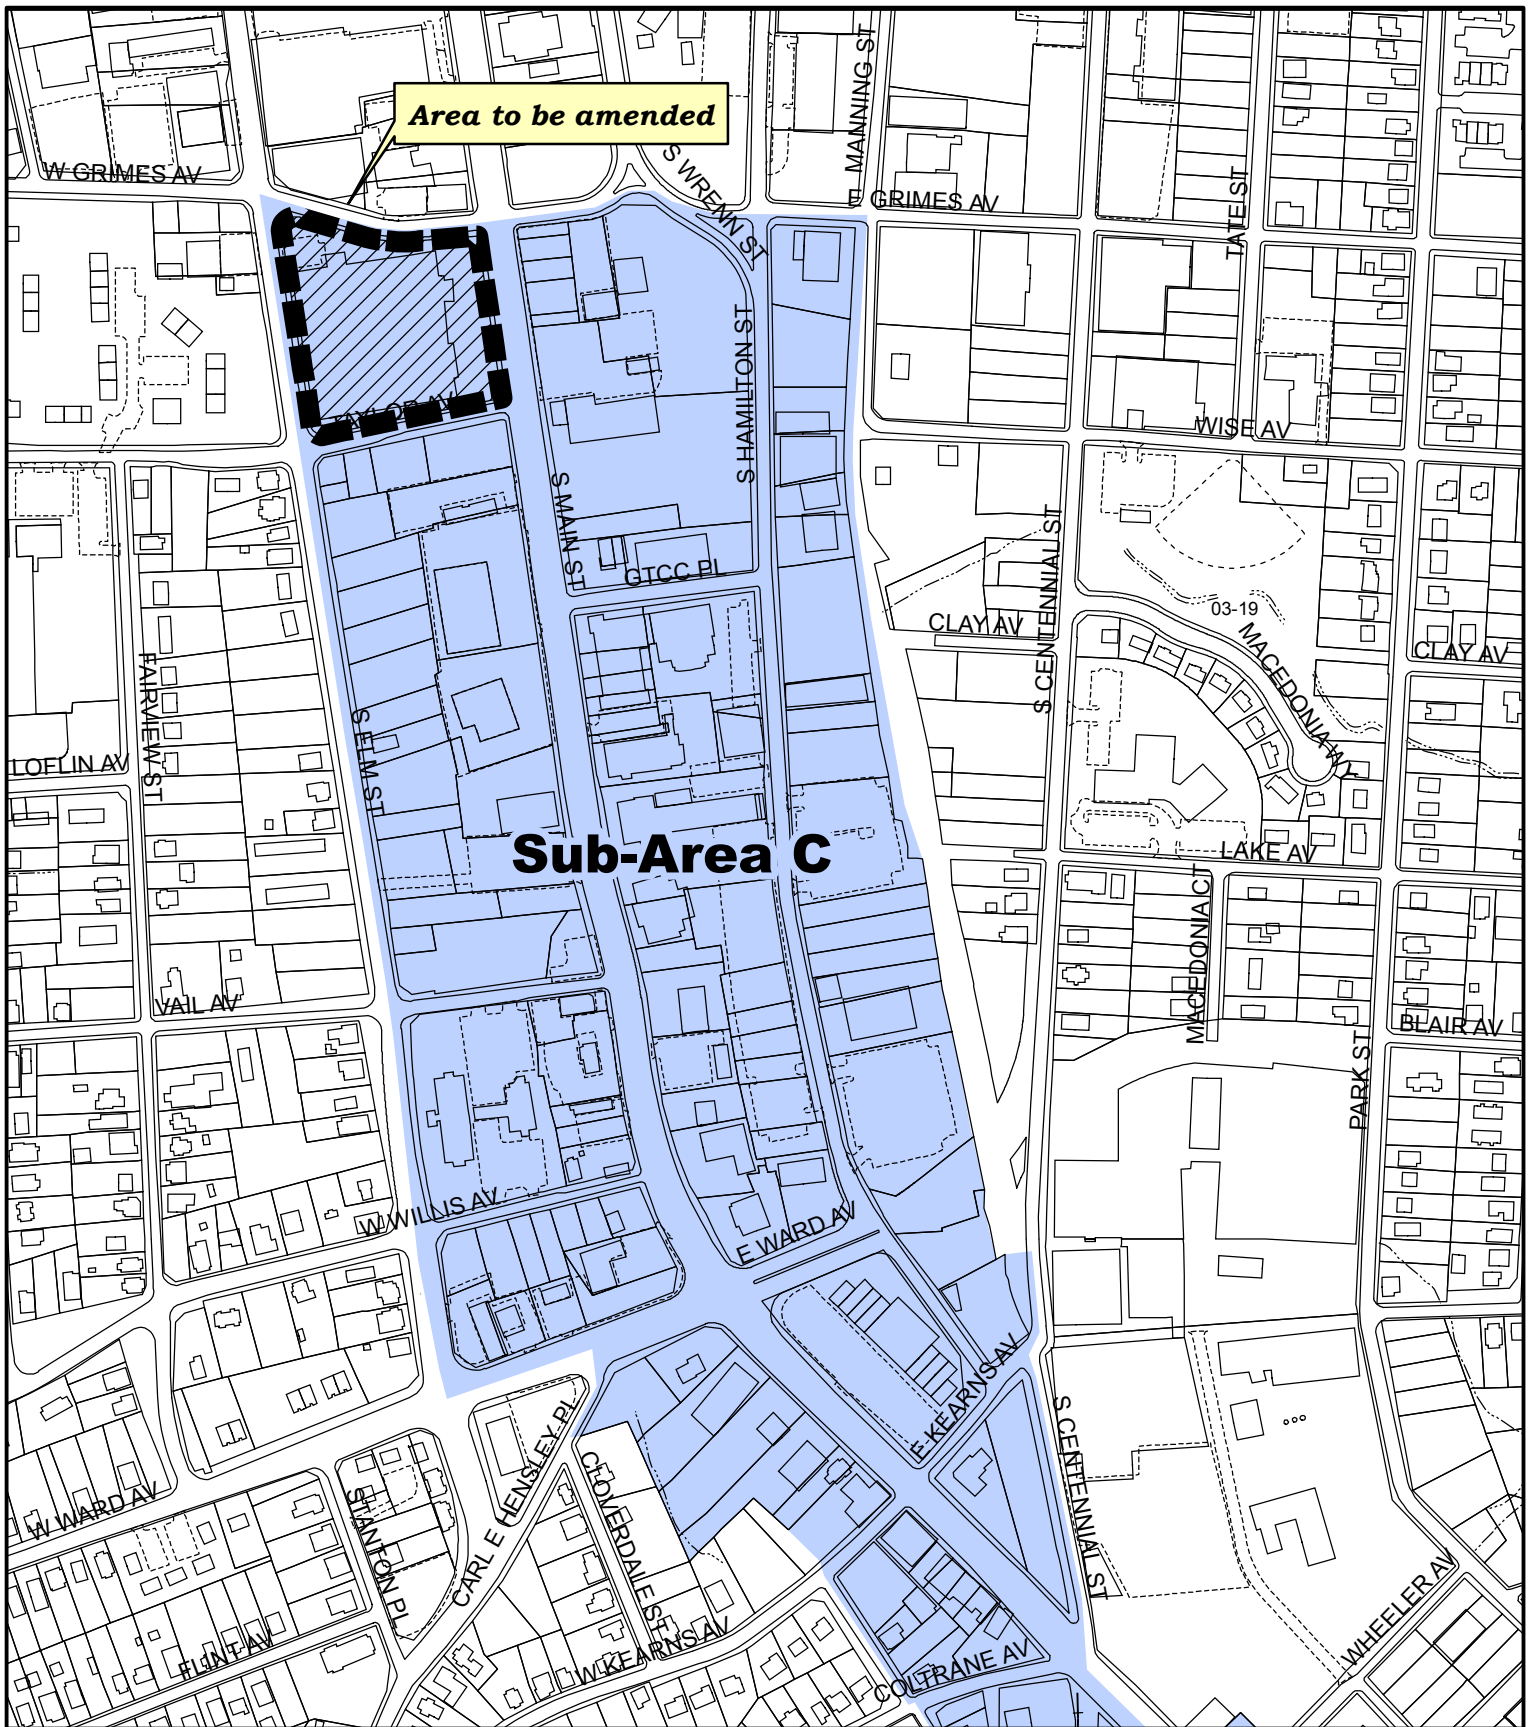 Area to be amended
W GRIMES AV
S WRENN ST
MANNING ST
E GRIMES AV
TATE ST
TAYLOR AV
S HAMILTON ST
WISE AV
S MAIN ST
GTCC PL
S CENTENNIAL ST
CLAY AV
03-19
MACEDONIA WY
CLAY AV
FAIRVIEW ST
S ELM ST
LOFLIN AV
Sub-Area C
LAKE AV
MACEDONIA CT
VAIL AV
BLAIR AV
PARK ST
W WILLIS AV
E WARD AV
E KEARNS AV
S CENTENNIAL ST
CARL E HENSLEY PL
CLOVERDALE ST
W WARD AV
STANTON PL
FLINT AV
W KEARNS AV
COLTRANE AV
WHEELER AV